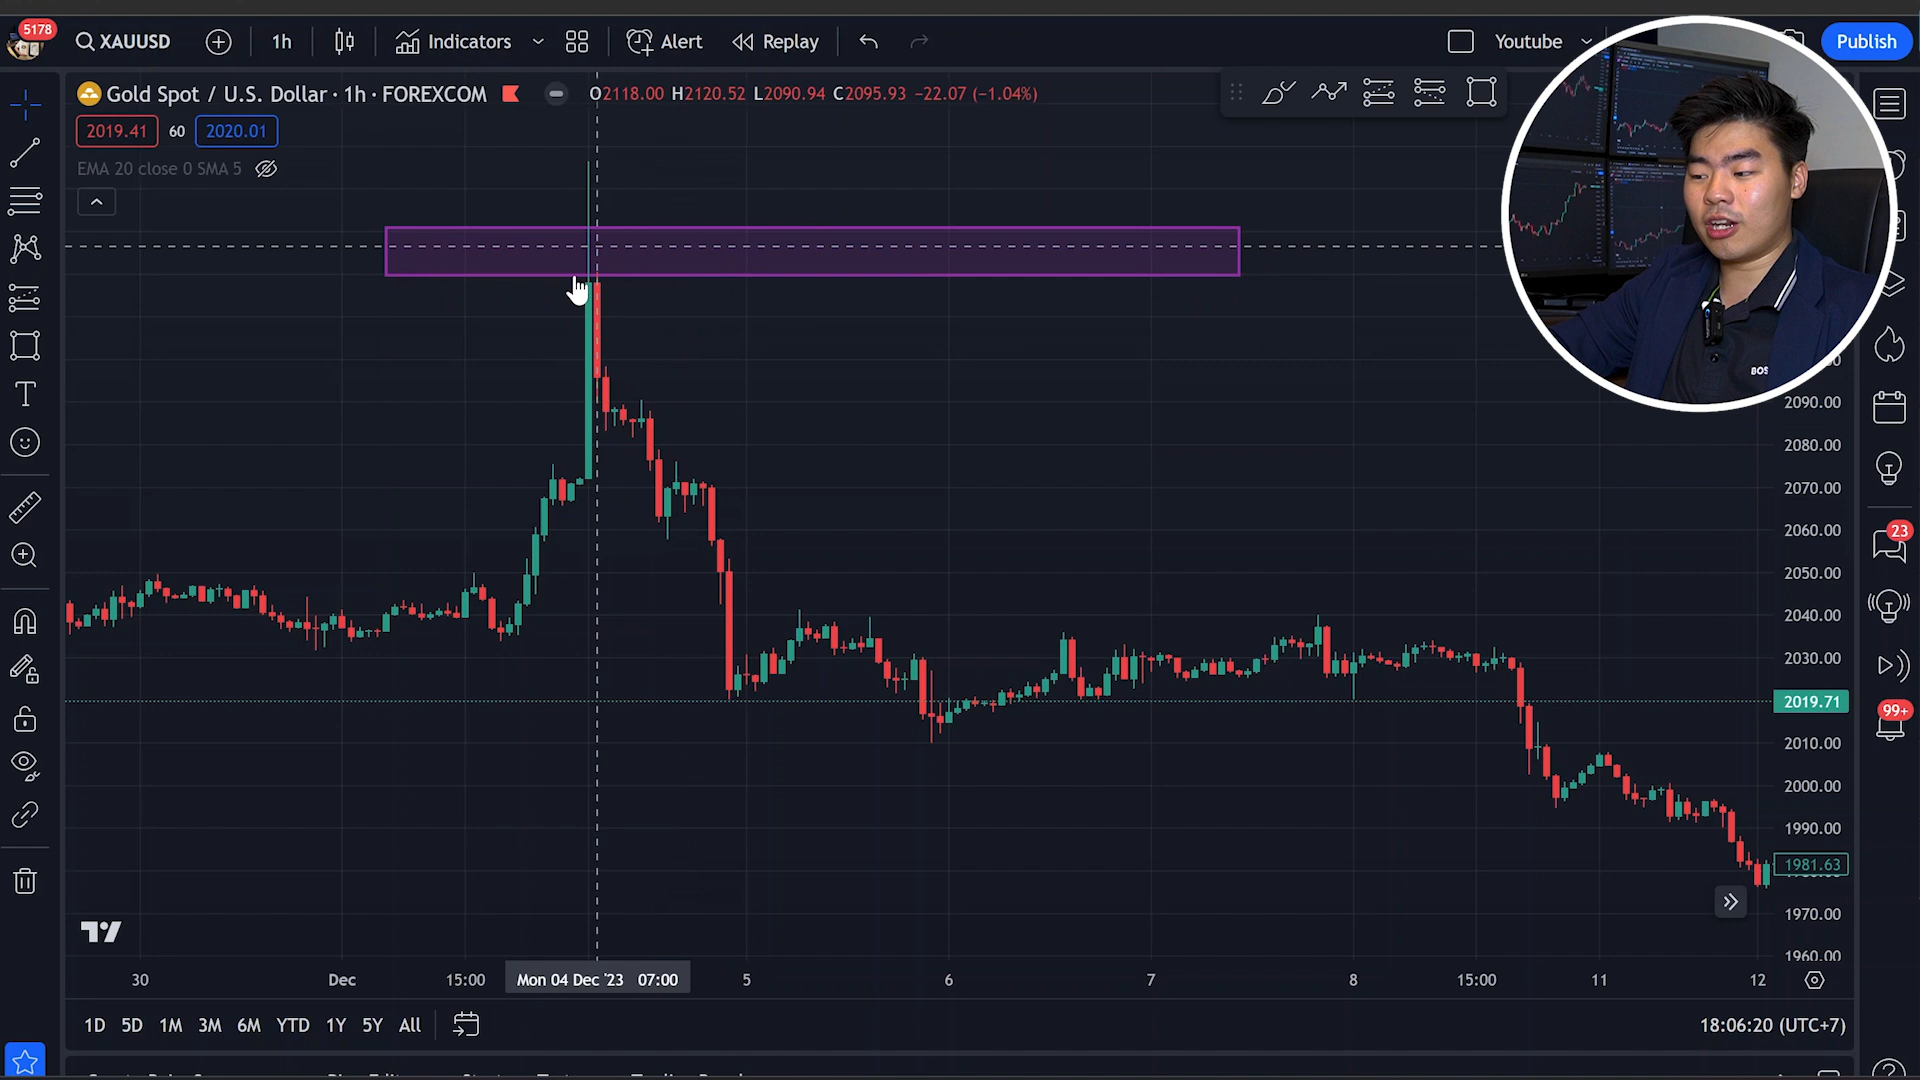 5178
XAUUSD
1h
Indicators
Alert
Replay
Youtube
Publish
Gold Spot / U.S. Dollar · 1h · FOREXCOM
O2118.00 H2120.52 L2090.94 C2095.93 −22.07 (−1.04%)
2019.41
60
2020.01
EMA 20 close 0 SMA 5
BOS
2090.00
2080.00
2070.00
2060.00
2050.00
2040.00
2030.00
2019.71
2010.00
2000.00
1990.00
1981.63
1970.00
1960.00
23
99+
30
Dec
15:00
Mon 04 Dec '23 07:00
5
6
7
8
15:00
11
12
1D
5D
1M
3M
6M
YTD
1Y
5Y
All
18:06:20 (UTC+7)